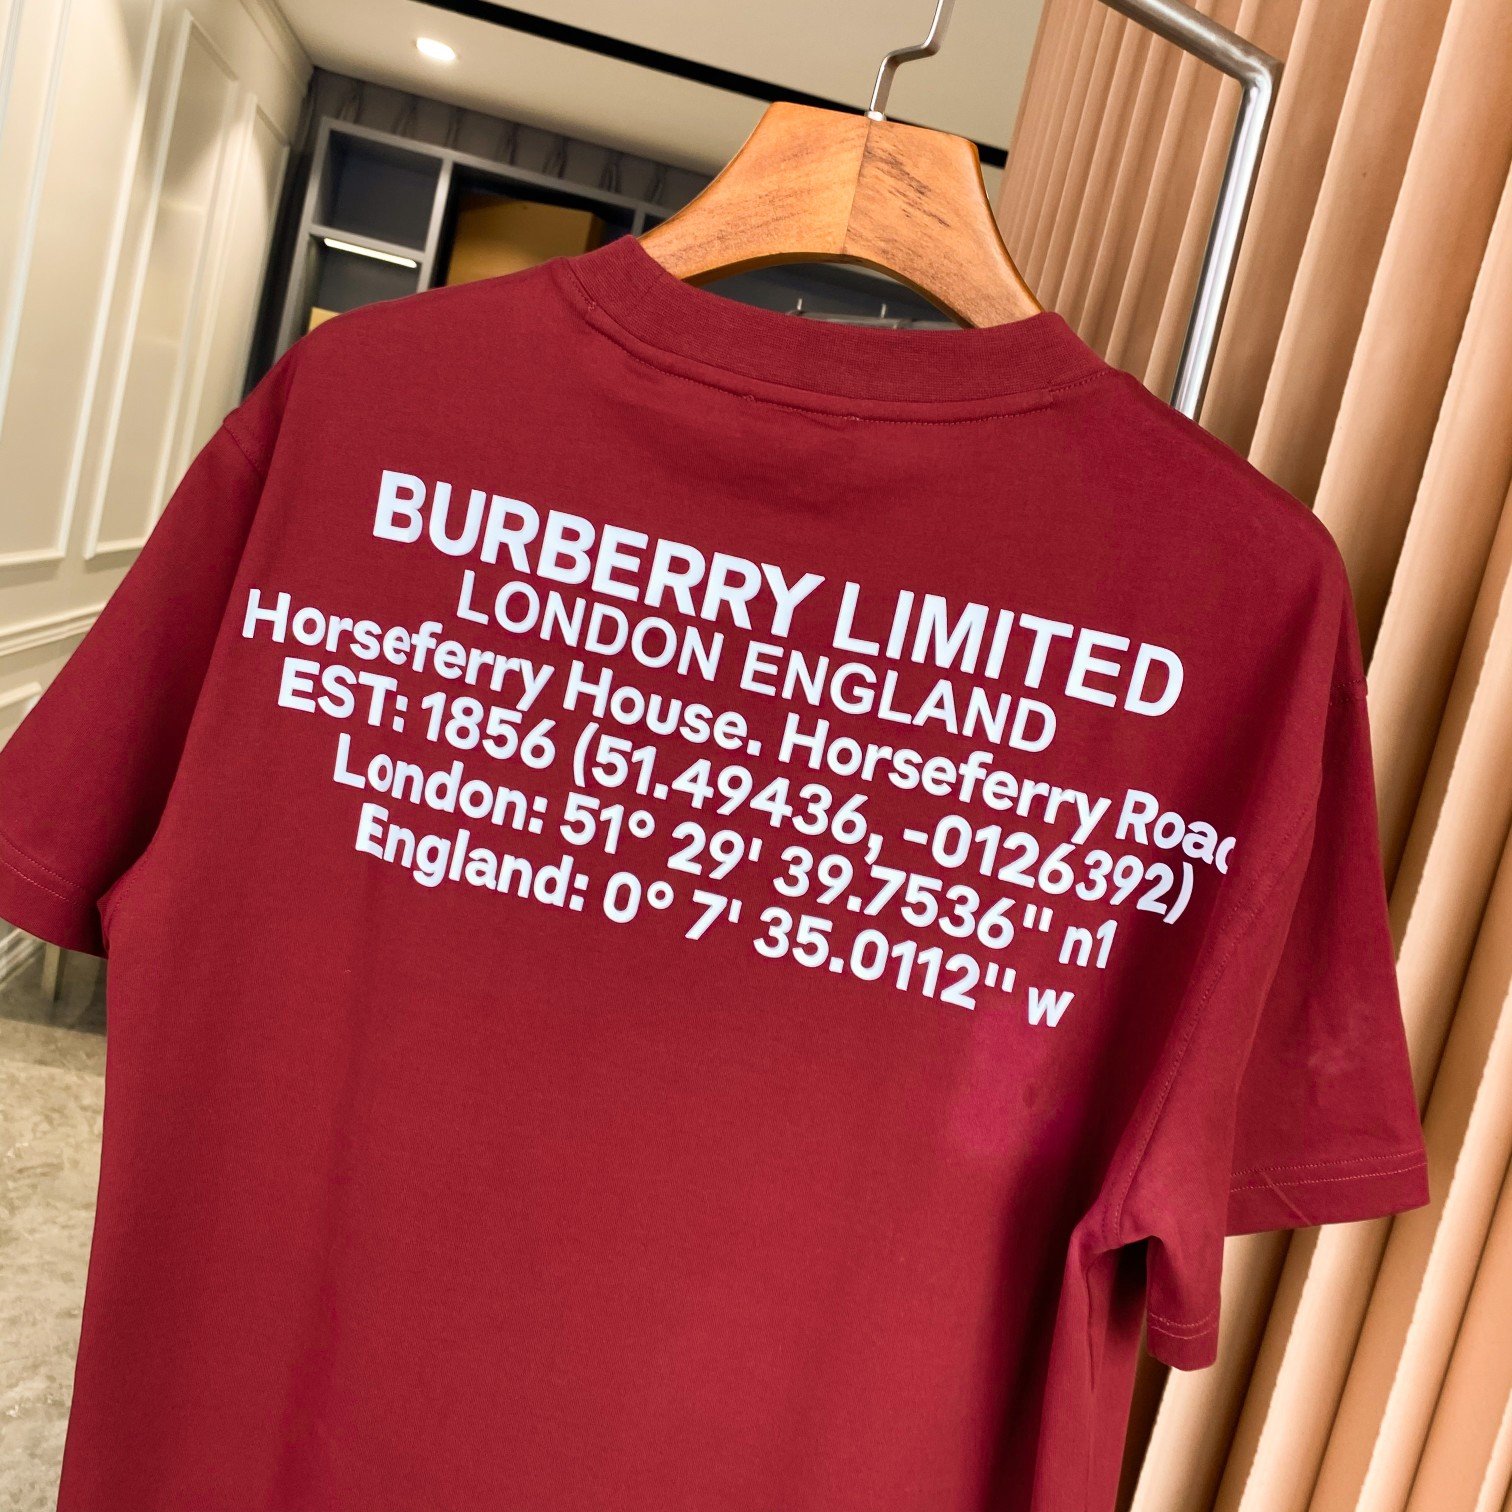 BURBERRY LIMITED
LONDON ENGLAND
Horseferry House. Horseferry Road
EST: 1856 (51.49436, -0126392)
London: 51° 29' 39.7536" n1
England: 0° 7' 35.0112" w